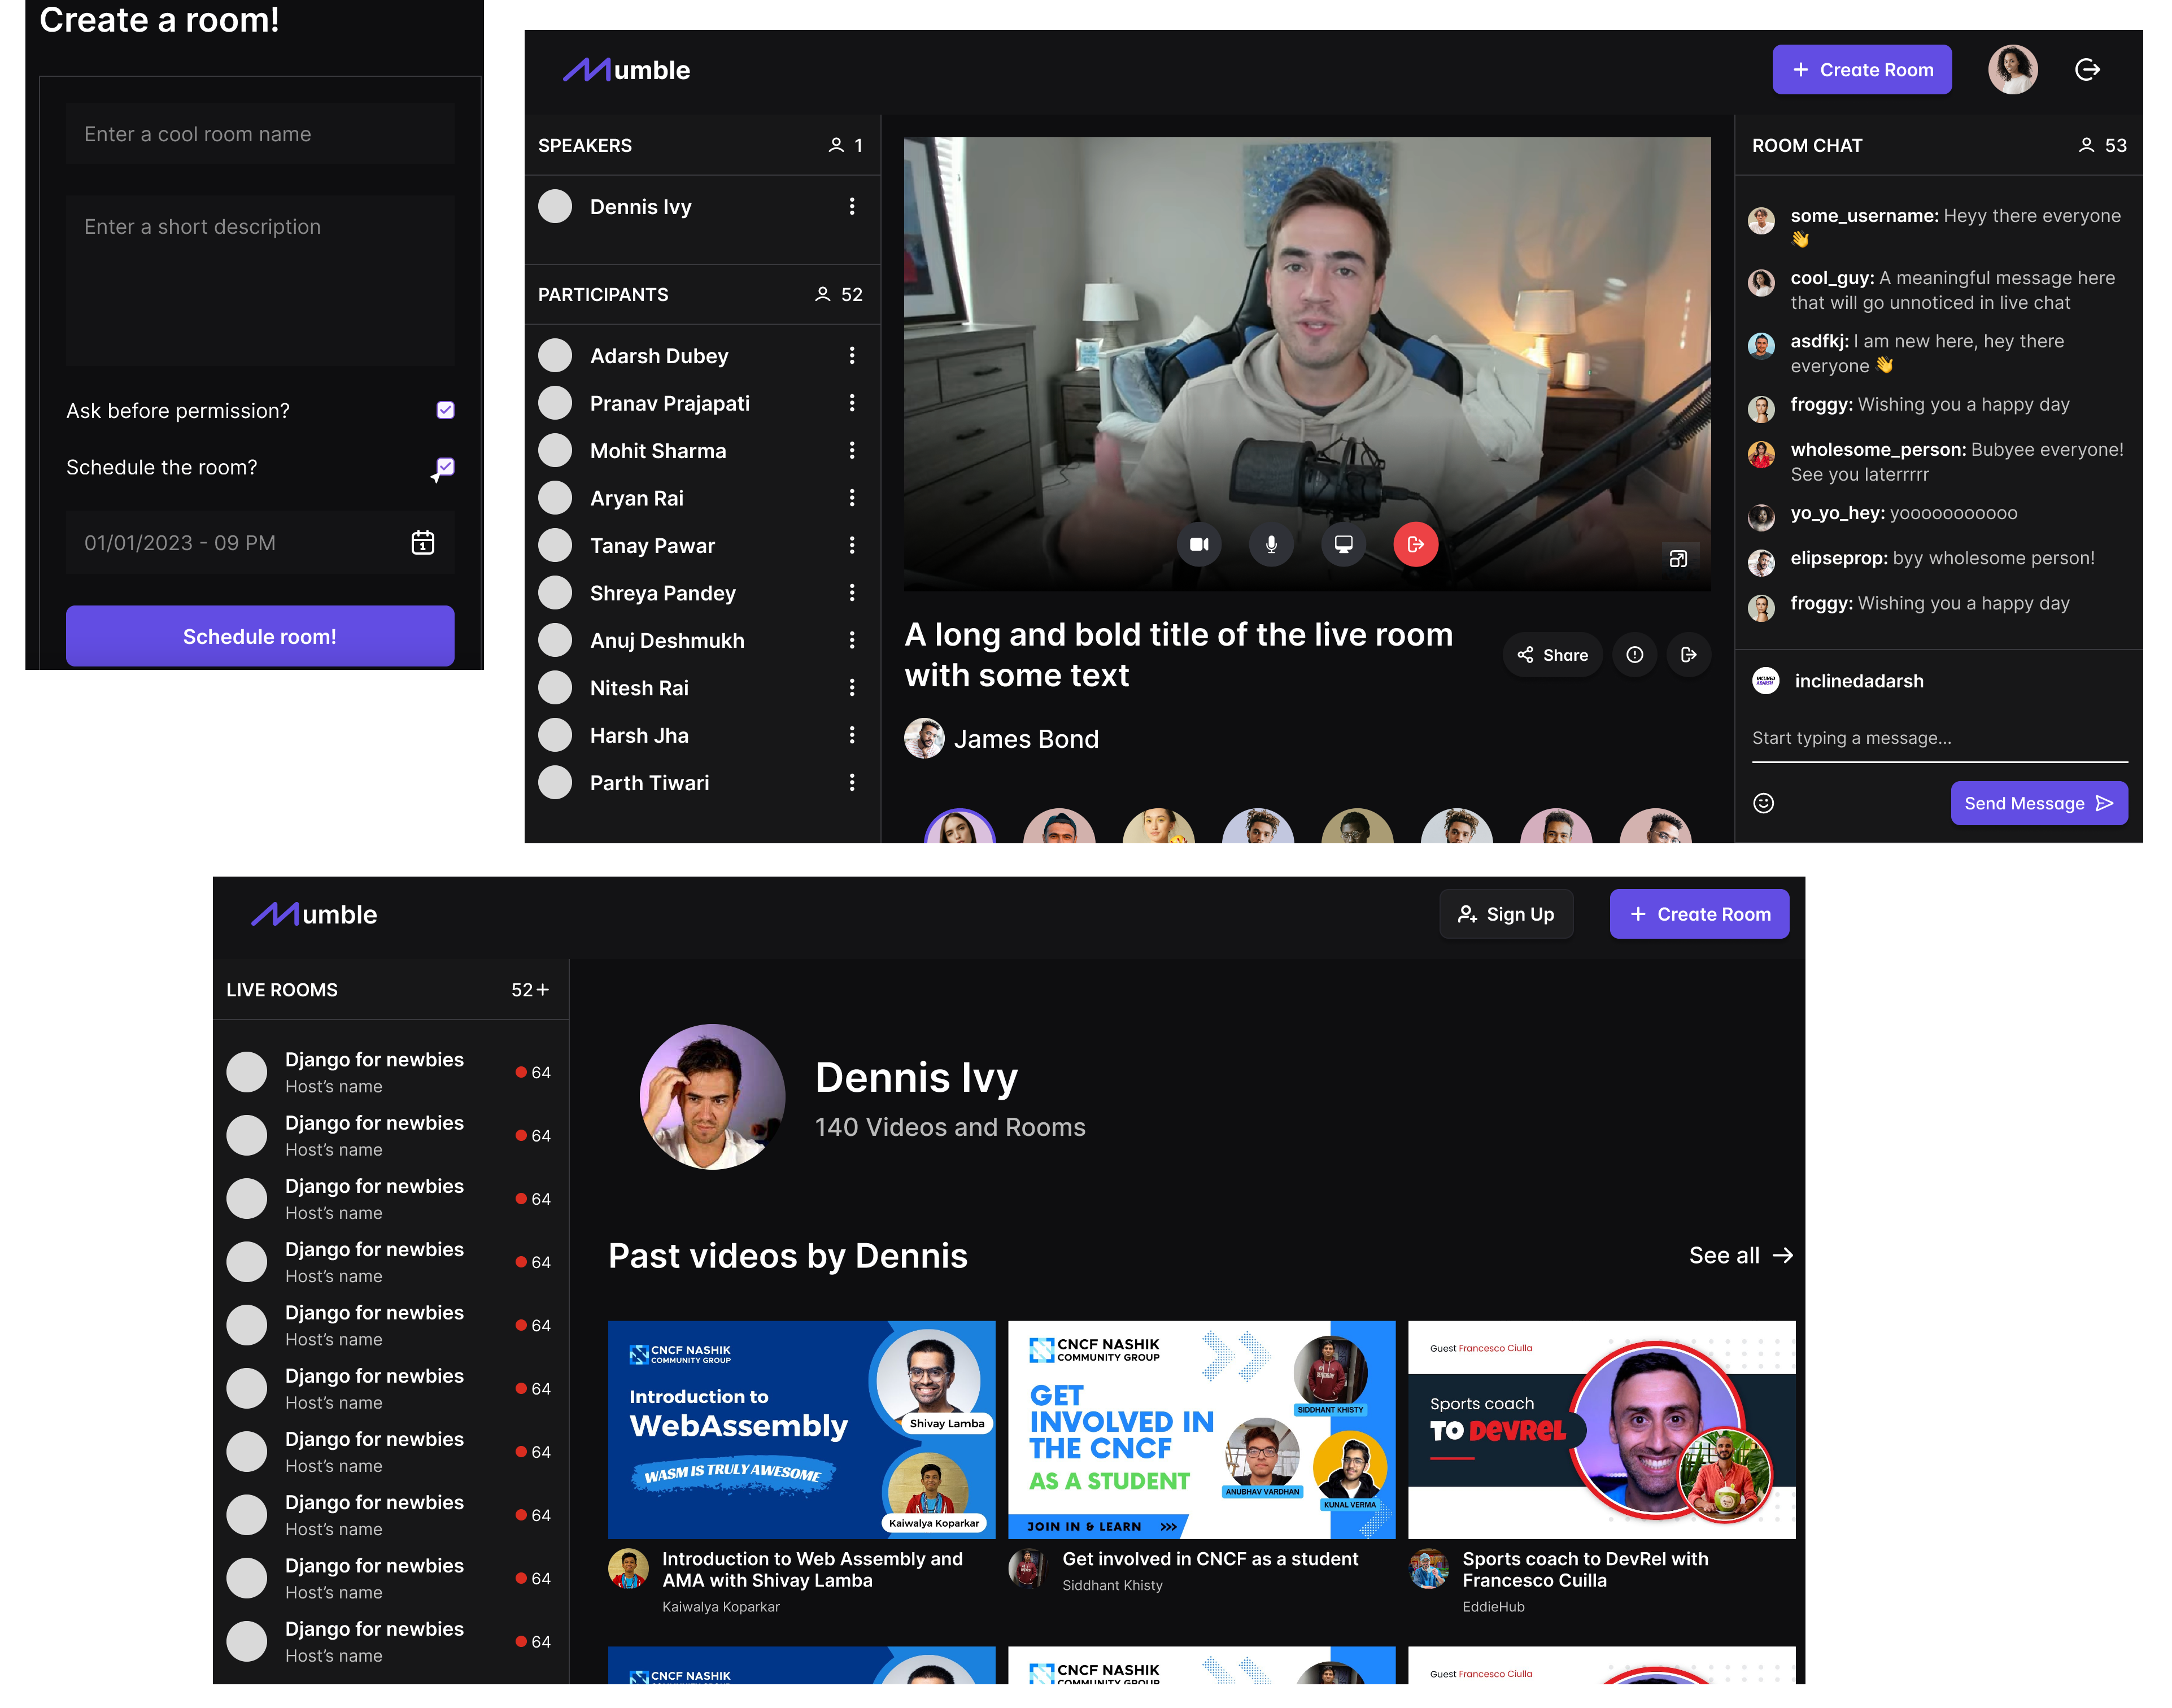 Create a room!
Enter a cool room name
Enter a short description
Ask before permission?
Schedule the room?
01/01/2023 - 09 PM
1
Schedule room!
Mumble
+ Create Room
SPEAKERS
1
Dennis Ivy
PARTICIPANTS
52
Adarsh Dubey
Pranav Prajapati
Mohit Sharma
Aryan Rai
Tanay Pawar
Shreya Pandey
Anuj Deshmukh
Nitesh Rai
Harsh Jha
Parth Tiwari
A long and bold title of the live room
with some text
Share
James Bond
ROOM CHAT
53
some_username: Heyy there everyone
👋
cool_guy: A meaningful message here
that will go unnoticed in live chat
asdfkj: I am new here, hey there
everyone 👋
froggy: Wishing you a happy day
wholesome_person: Bubyee everyone!
See you laterrrrr
yo_yo_hey: yooooooooooo
elipseprop: byy wholesome person!
froggy: Wishing you a happy day
INCLINED
ADARSH
inclinedadarsh
Start typing a message...
Send Message
Mumble
Sign Up
+ Create Room
LIVE ROOMS
52+
Django for newbies
Host's name
64
Django for newbies
Host's name
64
Django for newbies
Host's name
64
Django for newbies
Host's name
64
Django for newbies
Host's name
64
Django for newbies
Host's name
64
Django for newbies
Host's name
64
Django for newbies
Host's name
64
Django for newbies
Host's name
64
Django for newbies
Host's name
64
Dennis Ivy
140 Videos and Rooms
Past videos by Dennis
See all
CNCF NASHIK
COMMUNITY GROUP
Introduction to
WebAssembly
WASM IS TRULY AWESOME
Shivay Lamba
Kaiwalya Koparkar
Introduction to Web Assembly and
AMA with Shivay Lamba
Kaiwalya Koparkar
CNCF NASHIK
COMMUNITY GROUP
GET
INVOLVED IN
THE CNCF
AS A STUDENT
SIDDHANT KHISTY
ANUBHAV VARDHAN
KUNAL VERMA
JOIN IN & LEARN >>>
Get involved in CNCF as a student
Siddhant Khisty
Guest Francesco Ciulla
Sports coach
TO DevRel
Sports coach to DevRel with
Francesco Cuilla
EddieHub
CNCF NASHIK
COMMUNITY GROUP
CNCF NASHIK
COMMUNITY GROUP
Guest Francesco Ciulla